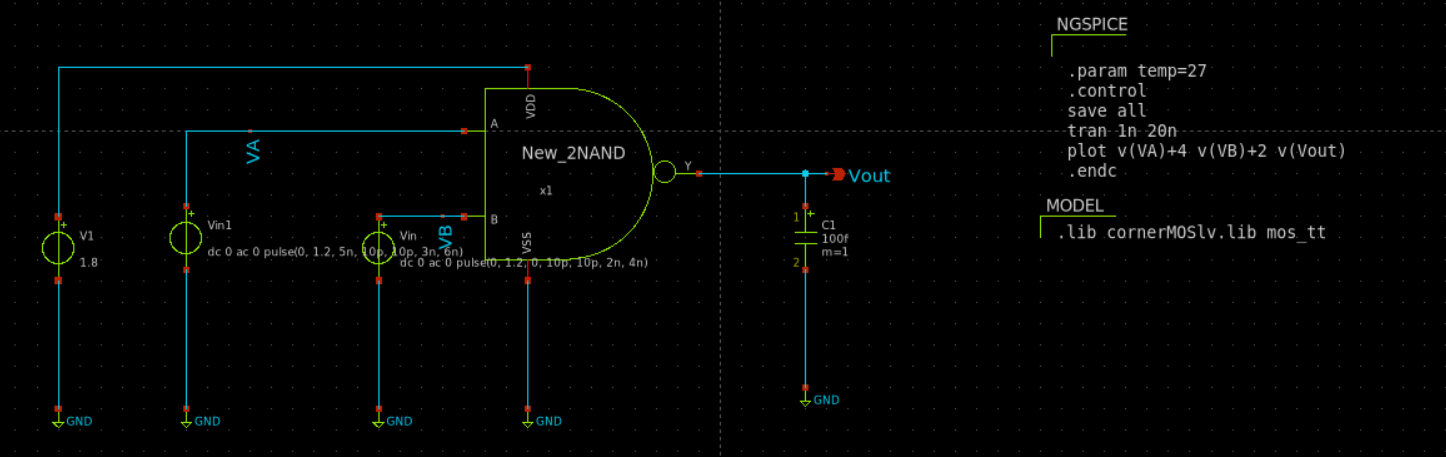 NGSPICE
.param temp=27
.control
save all
tran 1n 20n
plot v(VA)+4 v(VB)+2 v(Vout)
.endc
MODEL
.lib cornerMOSlv.lib mos_tt
VDD
A
VA
New_2NAND
x1
Y
Vout
B
VB
VSS
V1
1.8
Vin1
dc 0 ac 0 pulse(0, 1.2, 5n, 10p, 10p, 3n, 6n)
Vin
dc 0 ac 0 pulse(0, 1.2, 0, 10p, 10p, 2n, 4n)
1
C1
100f
m=1
2
GND
GND
GND
GND
GND